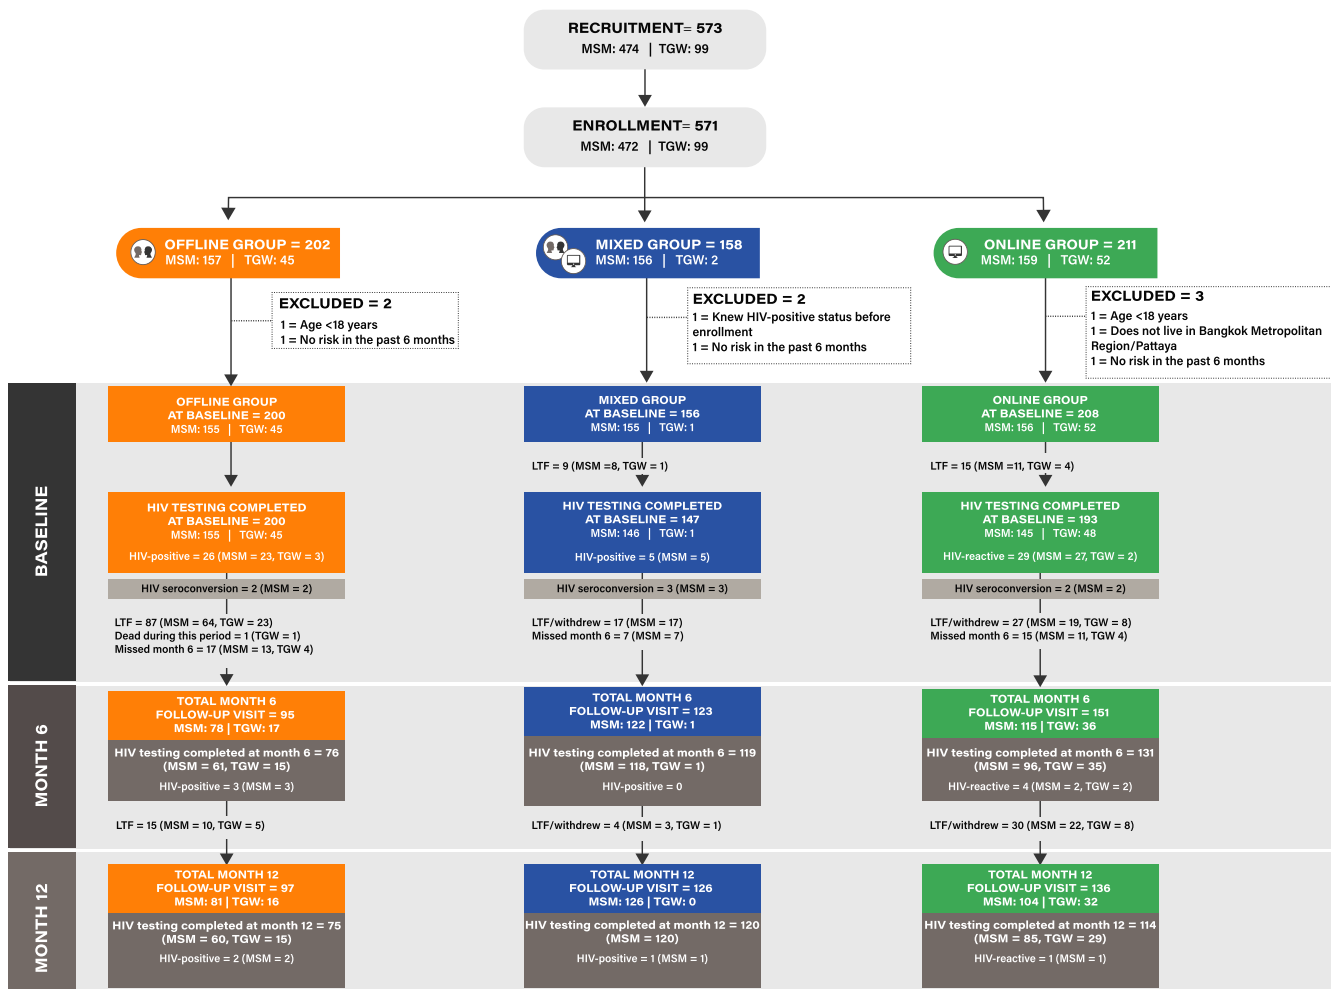 RECRUITMENT= 573
MSM: 474 | TGW: 99
ENROLLMENT= 571
MSM: 472 | TGW: 99
OFFLINE GROUP = 202
MSM: 157 | TGW: 45
MIXED GROUP = 158
MSM: 156 | TGW: 2
ONLINE GROUP = 211
MSM: 159 | TGW: 52
EXCLUDED = 2
1 = Age <18 years
1 = No risk in the past 6 months
EXCLUDED = 2
1 = Knew HIV-positive status before
enrollment
1 = No risk in the past 6 months
EXCLUDED = 3
1 = Age <18 years
1 = Does not live in Bangkok Metropolitan
Region/Pattaya
1 = No risk in the past 6 months
BASELINE
OFFLINE GROUP
AT BASELINE = 200
MSM: 155 | TGW: 45
MIXED GROUP
AT BASELINE = 156
MSM: 155 | TGW: 1
ONLINE GROUP
AT BASELINE = 208
MSM: 156 | TGW: 52
LTF = 9 (MSM =8, TGW = 1)
LTF = 15 (MSM =11, TGW = 4)
HIV TESTING COMPLETED
AT BASELINE = 200
MSM: 155 | TGW: 45
HIV-positive = 26 (MSM = 23, TGW = 3)
HIV TESTING COMPLETED
AT BASELINE = 147
MSM: 146 | TGW: 1
HIV-positive = 5 (MSM = 5)
HIV TESTING COMPLETED
AT BASELINE = 193
MSM: 145 | TGW: 48
HIV-reactive = 29 (MSM = 27, TGW = 2)
HIV seroconversion = 2 (MSM = 2)
HIV seroconversion = 3 (MSM = 3)
HIV seroconversion = 2 (MSM = 2)
LTF = 87 (MSM = 64, TGW = 23)
Dead during this period = 1 (TGW = 1)
Missed month 6 = 17 (MSM = 13, TGW 4)
LTF/withdrew = 17 (MSM = 17)
Missed month 6 = 7 (MSM = 7)
LTF/withdrew = 27 (MSM = 19, TGW = 8)
Missed month 6 = 15 (MSM = 11, TGW 4)
MONTH 6
TOTAL MONTH 6
FOLLOW-UP VISIT = 95
MSM: 78 | TGW: 17
HIV testing completed at month 6 = 76
(MSM = 61, TGW = 15)
HIV-positive = 3 (MSM = 3)
TOTAL MONTH 6
FOLLOW-UP VISIT = 123
MSM: 122 | TGW: 1
HIV testing completed at month 6 = 119
(MSM = 118, TGW = 1)
HIV-positive = 0
TOTAL MONTH 6
FOLLOW-UP VISIT = 151
MSM: 115 | TGW: 36
HIV testing completed at month 6 = 131
(MSM = 96, TGW = 35)
HIV-reactive = 4 (MSM = 2, TGW = 2)
LTF = 15 (MSM = 10, TGW = 5)
LTF/withdrew = 4 (MSM = 3, TGW = 1)
LTF/withdrew = 30 (MSM = 22, TGW = 8)
MONTH 12
TOTAL MONTH 12
FOLLOW-UP VISIT = 97
MSM: 81 | TGW: 16
HIV testing completed at month 12 = 75
(MSM = 60, TGW = 15)
HIV-positive = 2 (MSM = 2)
TOTAL MONTH 12
FOLLOW-UP VISIT = 126
MSM: 126 | TGW: 0
HIV testing completed at month 12 = 120
(MSM = 120)
HIV-positive = 1 (MSM = 1)
TOTAL MONTH 12
FOLLOW-UP VISIT = 136
MSM: 104 | TGW: 32
HIV testing completed at month 12 = 114
(MSM = 85, TGW = 29)
HIV-reactive = 1 (MSM = 1)